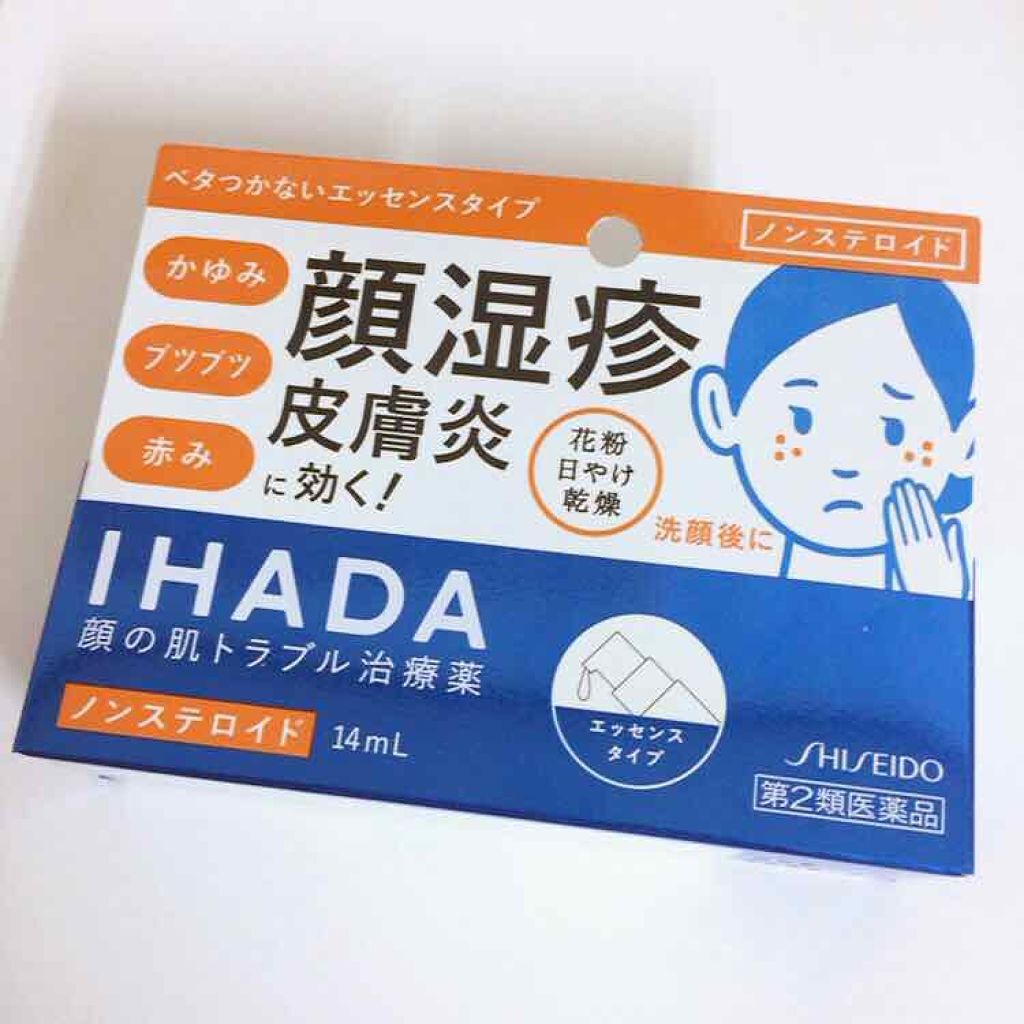 ベタつかないエッセンスタイプ
ノンステロイド
かゆみ
ブツブツ
赤み
顔湿疹
皮膚炎
に効く!
花粉
日やけ
乾燥
洗顔後に
IHADA
顔の肌トラブル治療薬
ノンステロイド 14mL
エッセンス
タイプ
SHISEIDO
第2類医薬品